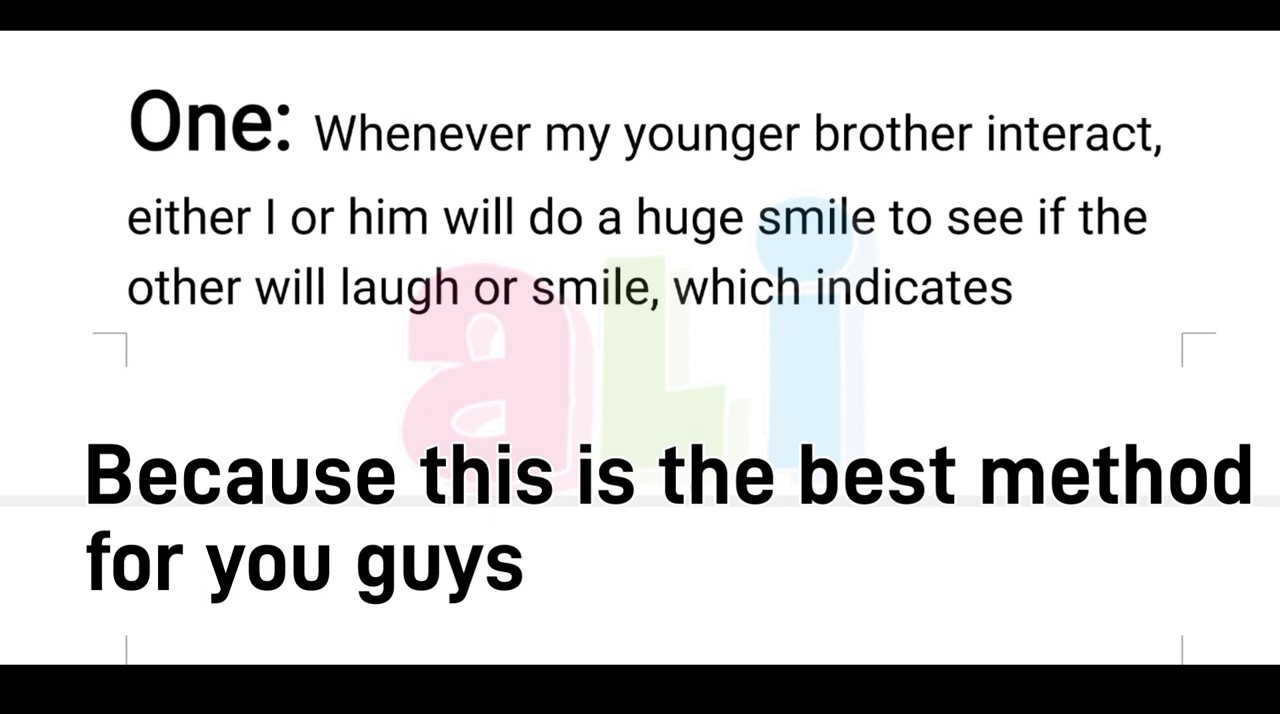 One: Whenever my younger brother interact,
either I or him will do a huge smile to see if the
other will laugh or smile, which indicates
aLi
Because this is the best method
for you guys